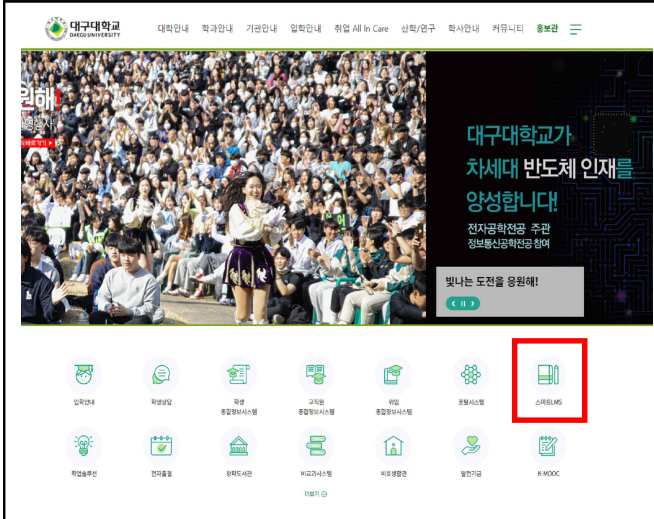 대구대학교
DAEGU UNIVERSITY
대학안내 학과안내 기관안내 입학안내 취업 All In Care 산학/연구 학사안내 커뮤니티 홍보관
원해!
바로가기
대구대학교가
차세대 반도체 인재를
양성합니다!
전자공학전공 주관
정보통신공학전공 참여
빛나는 도전을 응원해!
입학안내 학생상담 학생 종합정보시스템 교직원 종합정보시스템 위임 종합정보시스템 포털시스템 스마트LMS
취업솔루션 전자출결 창파도서관 비교과시스템 비호생활관 발전기금 K-MOOC
더보기